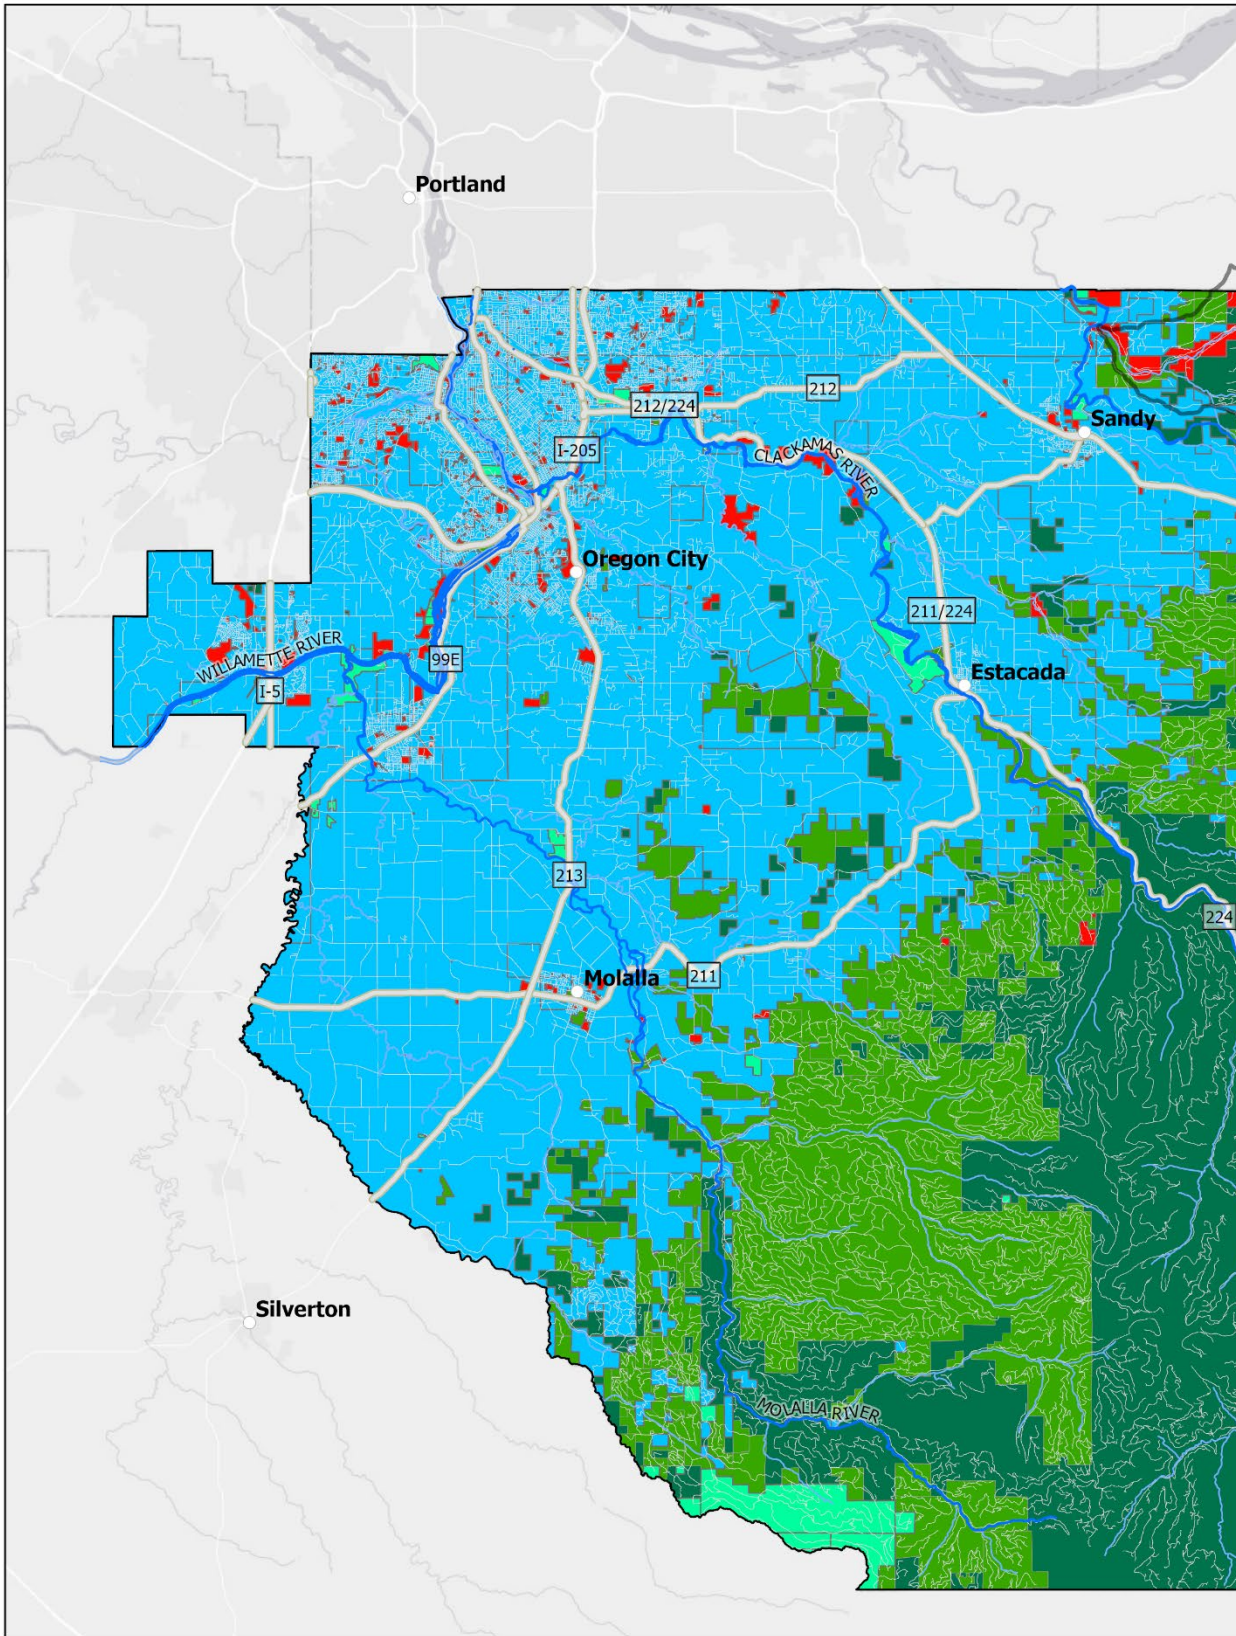 Portland
212
212/224
Sandy
I-205
CLACKAMAS RIVER
Oregon City
211/224
WILLAMETTE RIVER
99E
Estacada
I-5
213
224
Molalla
211
Silverton
MOLALLA RIVER